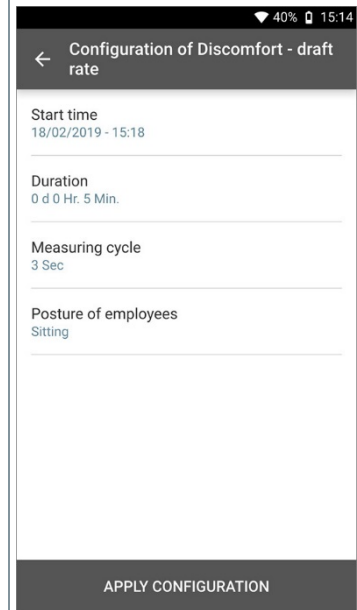 40% 15:14
Configuration of Discomfort - draft
rate
Start time
18/02/2019 - 15:18
Duration
0 d 0 Hr. 5 Min.
Measuring cycle
3 Sec
Posture of employees
Sitting
APPLY CONFIGURATION